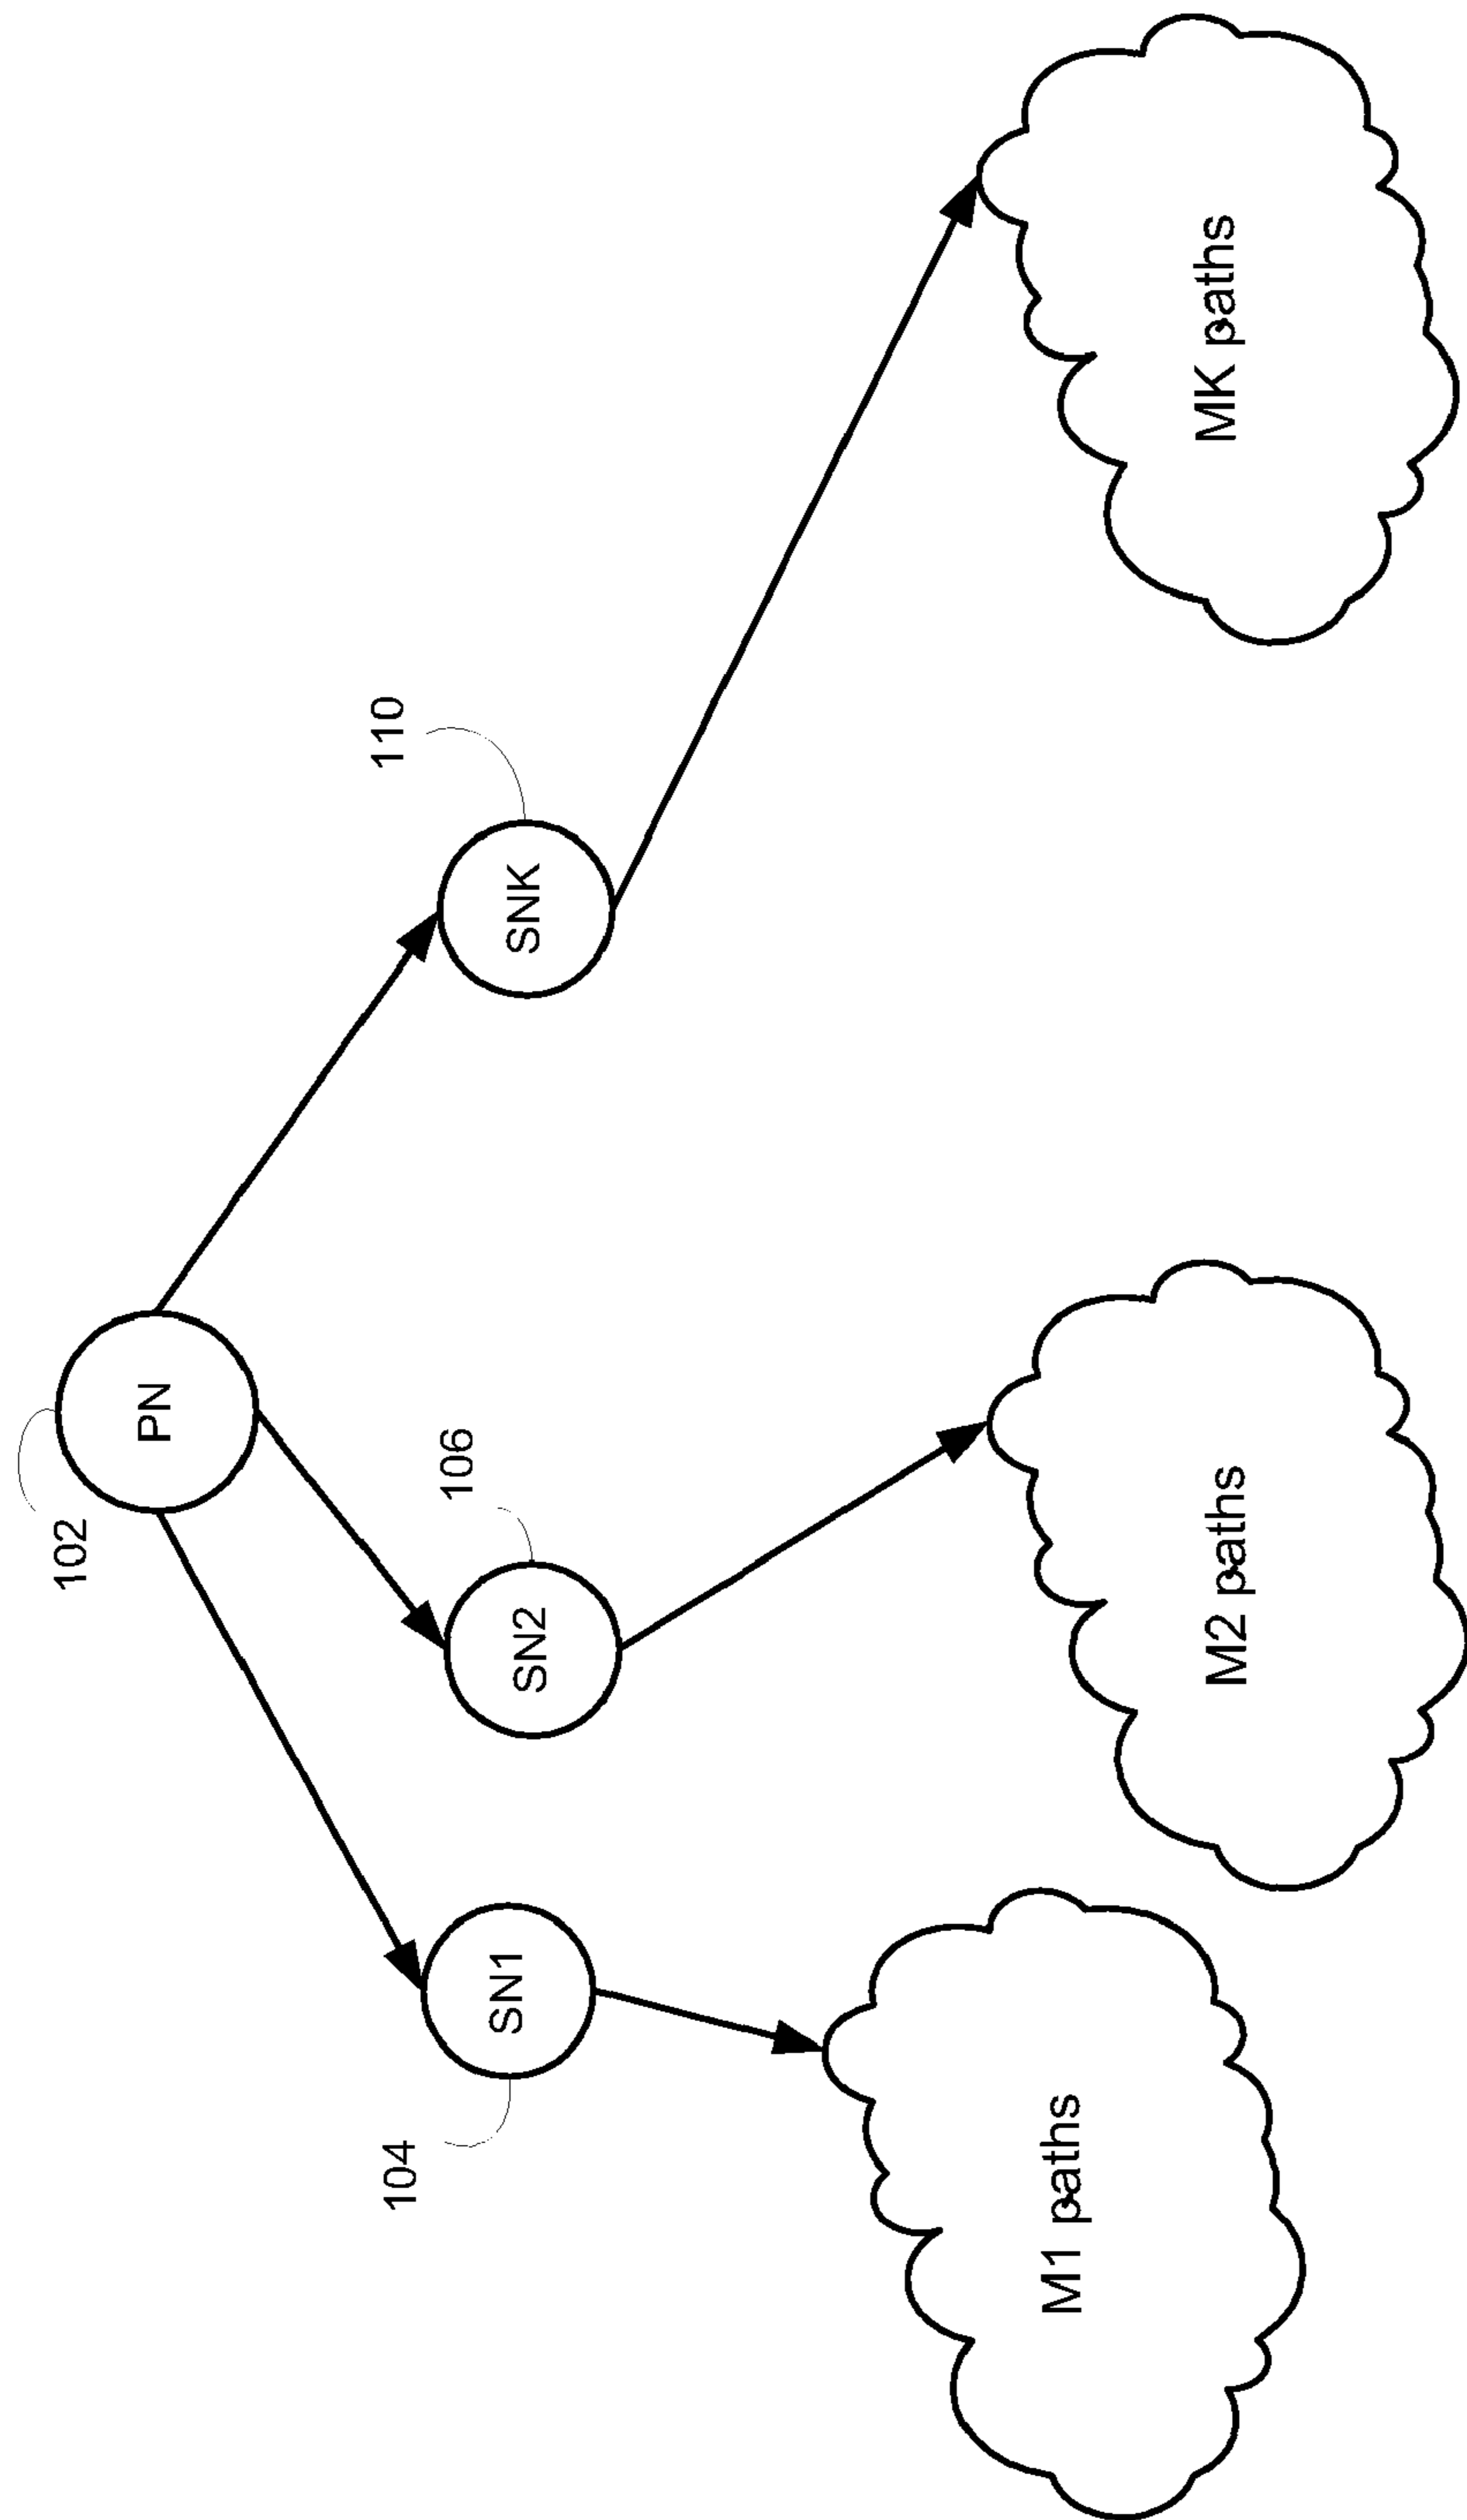 102
PN
104
SN1
106
SN2
110
SNK
M1 paths
M2 paths
MK paths